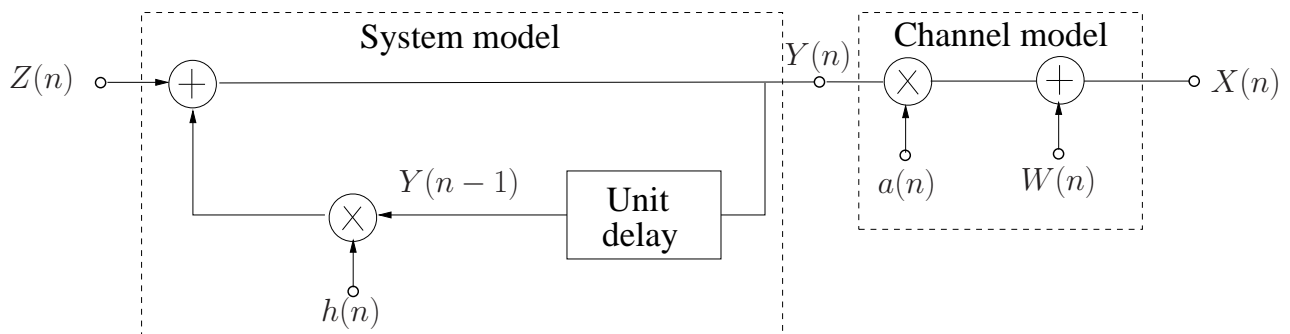 System model
Channel model
Z(n)
+
Y(n)
×
+
X(n)
Y(n − 1)
Unit
delay
a(n)
W(n)
×
h(n)